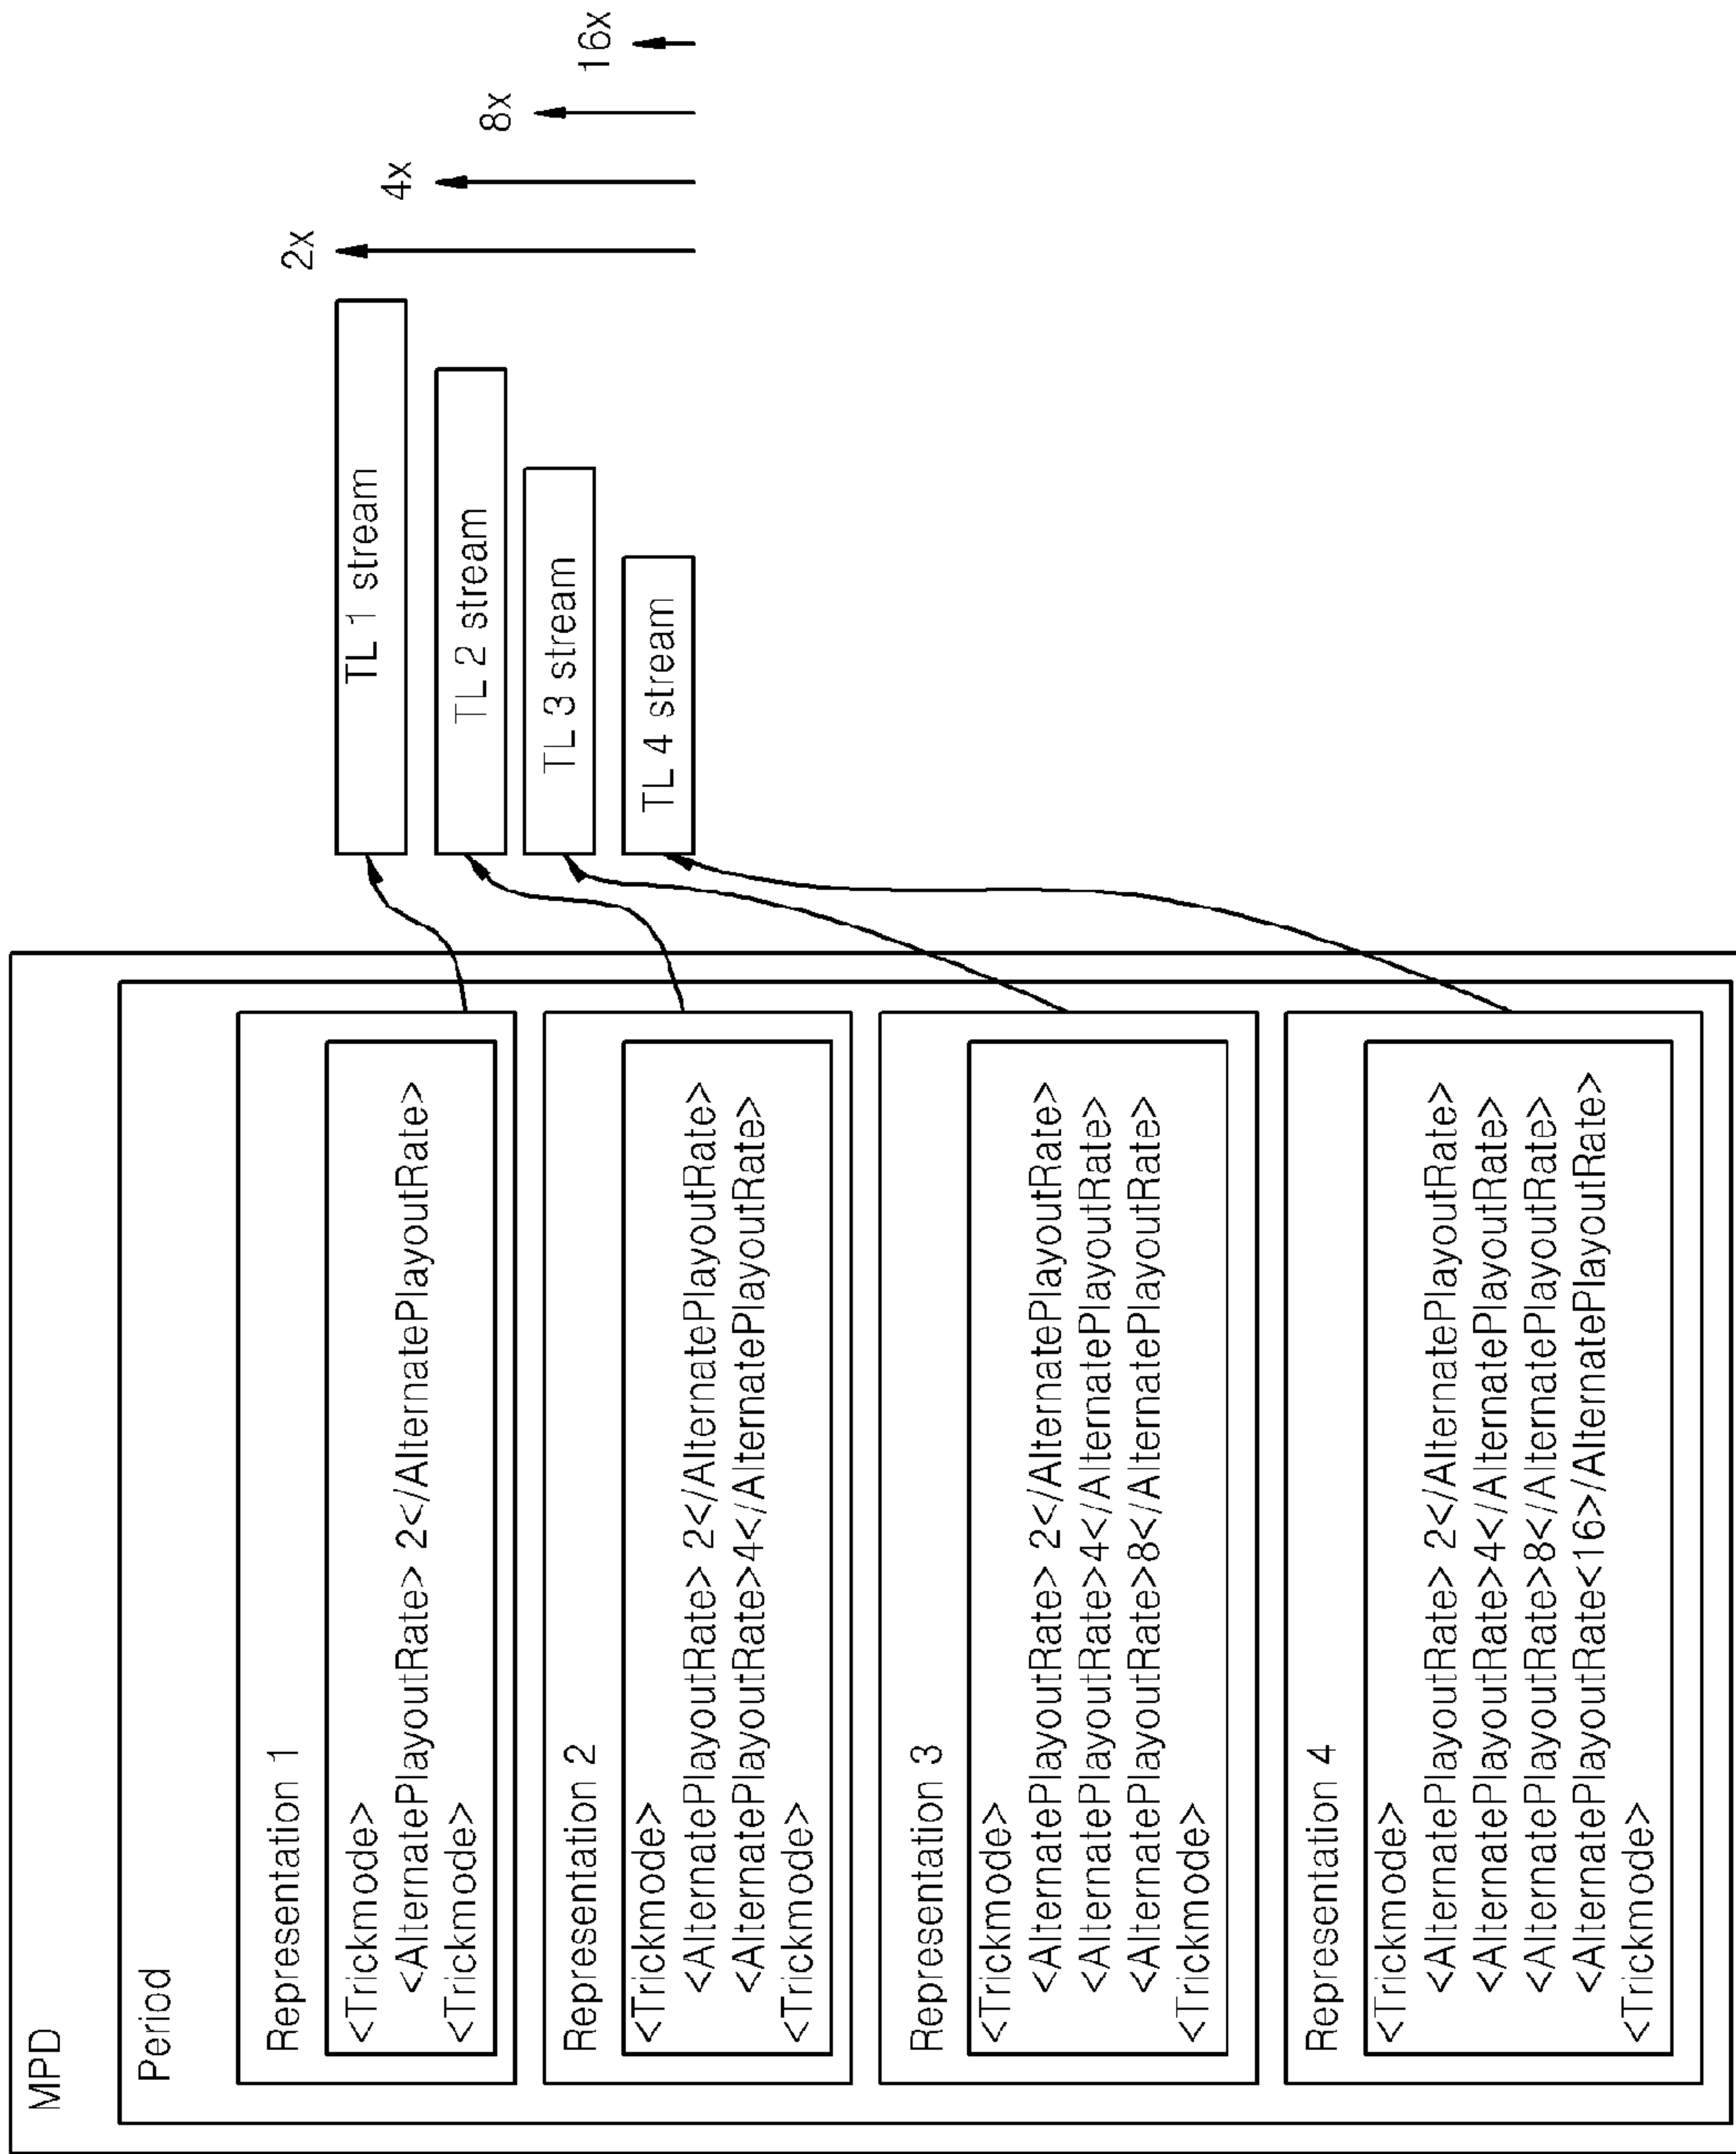 MPD
Period
Representation 1
<Trickmode>
<AlternatePlayoutRate> 2</AlternatePlayoutRate>
<Trickmode>
Representation 2
<Trickmode>
<AlternatePlayoutRate> 2</AlternatePlayoutRate>
<AlternatePlayoutRate>4</AlternatePlayoutRate>
<Trickmode>
Representation 3
<Trickmode>
<AlternatePlayoutRate> 2</AlternatePlayoutRate>
<AlternatePlayoutRate>4</AlternatePlayoutRate>
<AlternatePlayoutRate>8</AlternatePlayoutRate>
<Trickmode>
Representation 4
<Trickmode>
<AlternatePlayoutRate> 2</AlternatePlayoutRate>
<AlternatePlayoutRate>4</AlternatePlayoutRate>
<AlternatePlayoutRate>8</AlternatePlayoutRate>
<AlternatePlayoutRate<16>/AlternatePlayoutRate>
<Trickmode>
TL 1 stream
TL 2 stream
TL 3 stream
TL 4 stream
2x
4x
8x
16x